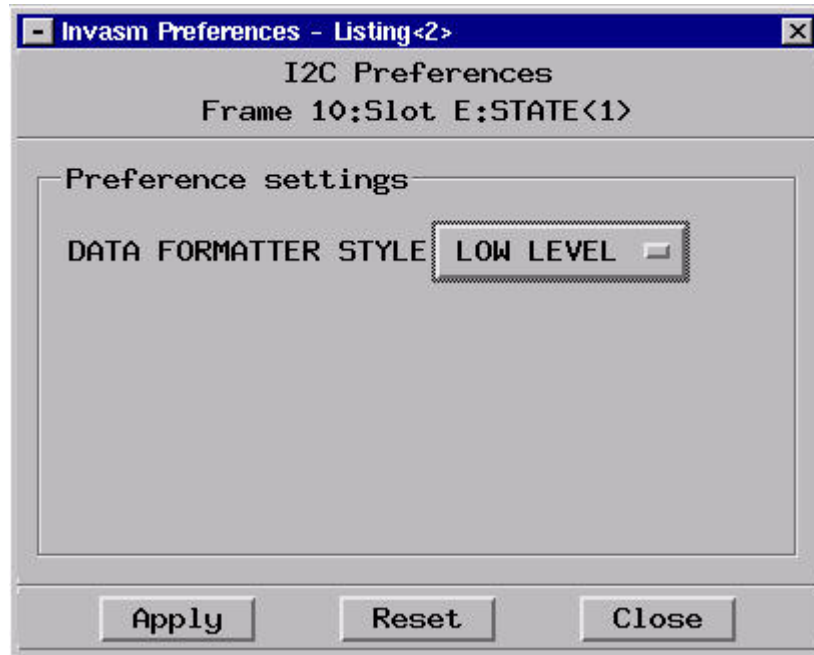 Invasm Preferences - Listing<2>
I2C Preferences
Frame 10:Slot E:STATE<1>
Preference settings
DATA FORMATTER STYLE LOW LEVEL
Apply Reset Close